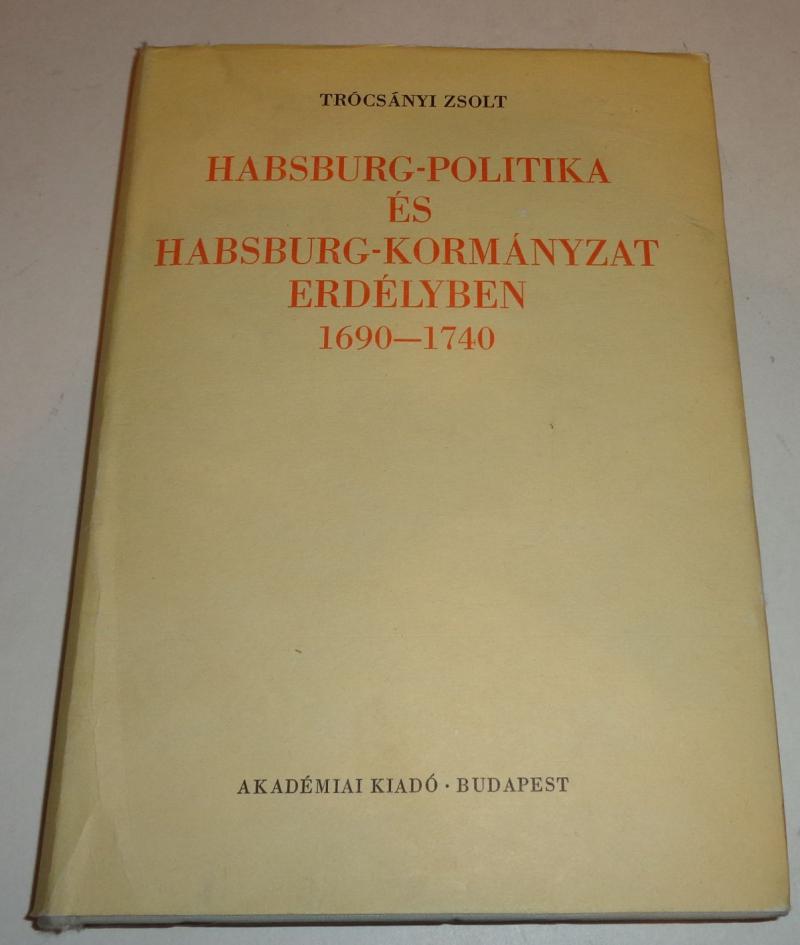 TRÓCSÁNYI ZSOLT
HABSBURG-POLITIKA
ÉS
HABSBURG-KORMÁNYZAT
ERDÉLYBEN
1690—1740
AKADÉMIAI KIADÓ · BUDAPEST